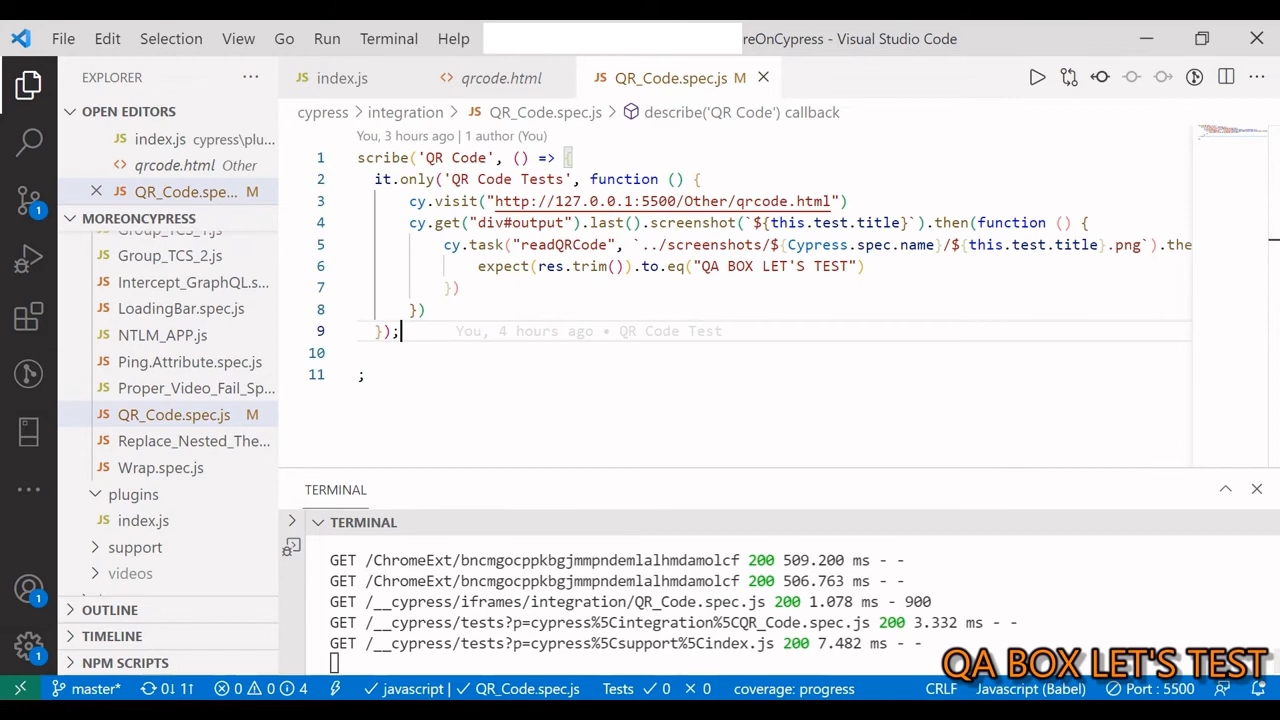 File Edit Selection View Go Run Terminal Help reOnCypress - Visual Studio Code
EXPLORER
OPEN EDITORS
index.js cypress\plu...
qrcode.html Other
QR_Code.spe... M
MOREONCYPRESS
Group_TCS_1.js
Group_TCS_2.js
Intercept_GraphQL.s...
LoadingBar.spec.js
NTLM_APP.js
Ping.Attribute.spec.js
Proper_Video_Fail_Sp...
QR_Code.spec.js M
Replace_Nested_The...
Wrap.spec.js
plugins
index.js
support
videos
OUTLINE
TIMELINE
NPM SCRIPTS
index.js qrcode.html QR_Code.spec.js M
cypress > integration > QR_Code.spec.js > describe('QR Code') callback
You, 3 hours ago | 1 author (You)
1 scribe('QR Code', () => {
2 it.only('QR Code Tests', function () {
3 cy.visit("http://127.0.0.1:5500/Other/qrcode.html")
4 cy.get("div#output").last().screenshot(`${this.test.title}`).then(function () {
5 cy.task("readQRCode", `../screenshots/${Cypress.spec.name}/${this.test.title}.png`).the
6 expect(res.trim()).to.eq("QA BOX LET'S TEST")
7 })
8 })
9 }); You, 4 hours ago • QR Code Test
10
11 ;
TERMINAL
TERMINAL
GET /ChromeExt/bncmgocppkbgjmmpndemlalhmdamolcf 200 509.200 ms - -
GET /ChromeExt/bncmgocppkbgjmmpndemlalhmdamolcf 200 506.763 ms - -
GET /__cypress/iframes/integration/QR_Code.spec.js 200 1.078 ms - 900
GET /__cypress/tests?p=cypress%5Cintegration%5CQR_Code.spec.js 200 3.332 ms - -
GET /__cypress/tests?p=cypress%5Csupport%5Cindex.js 200 7.482 ms - -
QA BOX LET'S TEST
master* 0↓ 1↑ 0 0 4 javascript | QR_Code.spec.js Tests 0 0 coverage: progress CRLF Javascript (Babel) Port : 5500